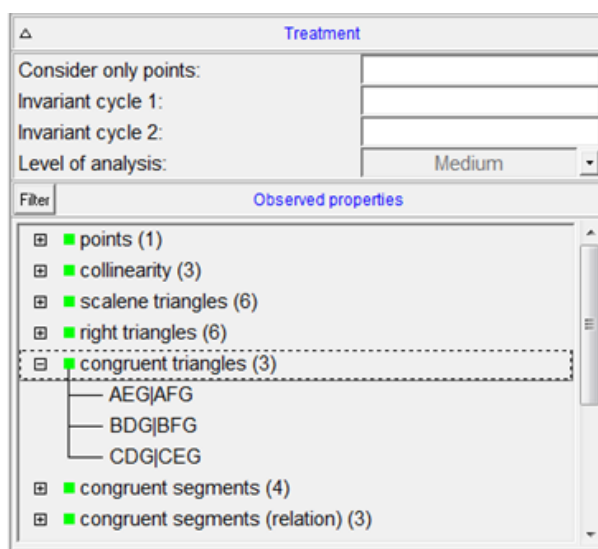 Treatment
Consider only points:
Invariant cycle 1:
Invariant cycle 2:
Level of analysis: Medium
Filter Observed properties
points (1)
collinearity (3)
scalene triangles (6)
right triangles (6)
congruent triangles (3)
AEG|AFG
BDG|BFG
CDG|CEG
congruent segments (4)
congruent segments (relation) (3)